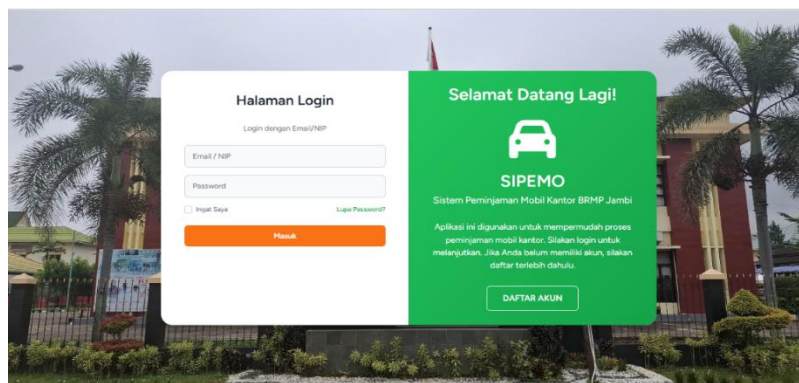 Halaman Login
Login dengan Email/NIP
Email / NIP
Password
Ingat Saya
Lupa Password?
Masuk
Selamat Datang Lagi!
SIPEMO
Sistem Peminjaman Mobil Kantor BRMP Jambi
Aplikasi ini digunakan untuk mempermudah proses
peminjaman mobil kantor. Silakan login untuk
melanjutkan. Jika Anda belum memiliki akun, silakan
daftar terlebih dahulu.
DAFTAR AKUN